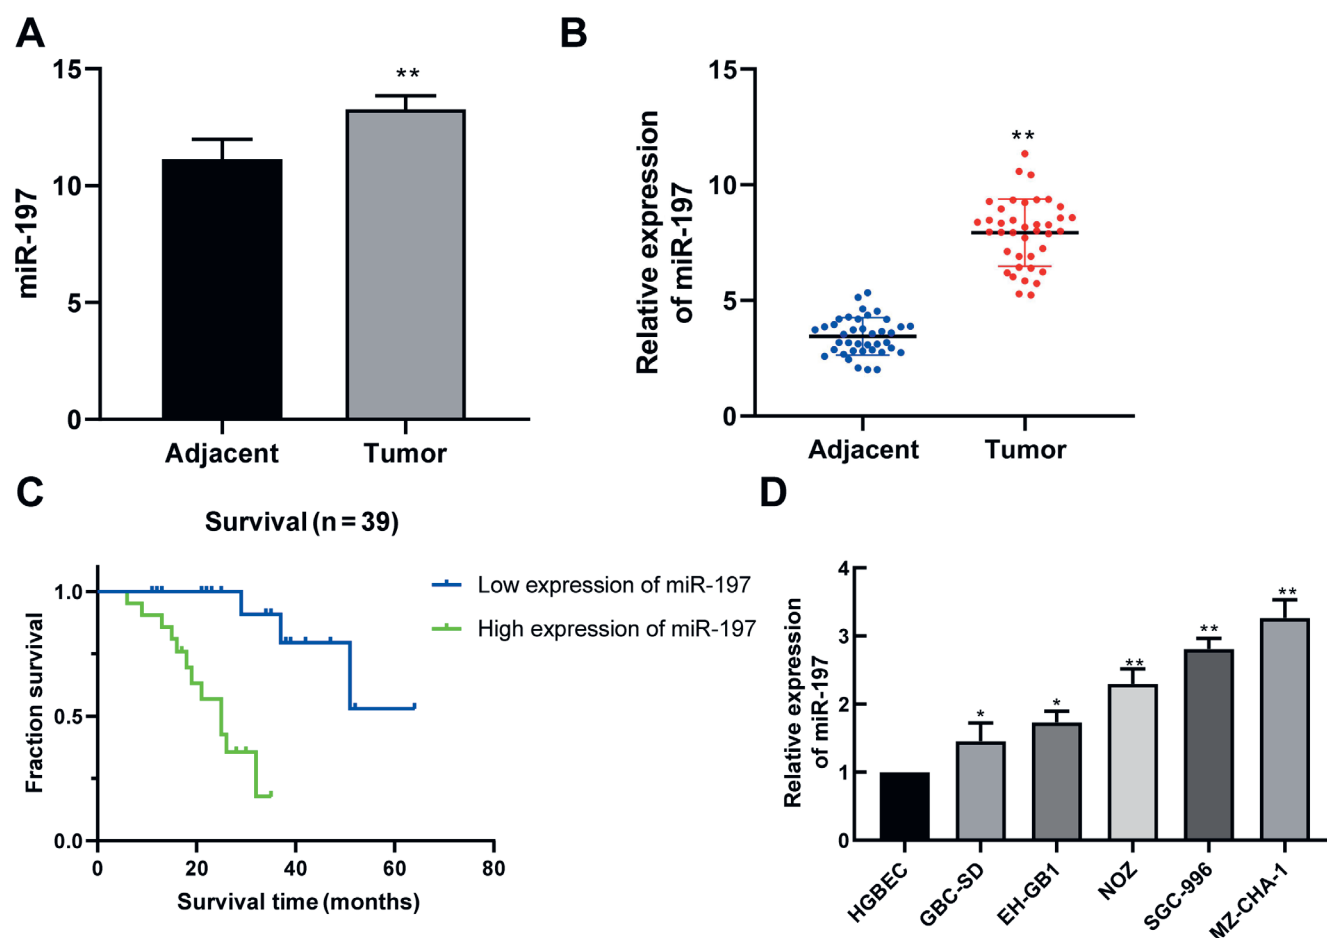 A
15
10
5
0
miR-197
**
Adjacent
Tumor
B
15
10
5
0
Relative expression
of miR-197
**
Adjacent
Tumor
C
Survival (n = 39)
1.0
0.5
0.0
Fraction survival
0
20
40
60
80
Survival time (months)
Low expression of miR-197
High expression of miR-197
D
4
3
2
1
0
Relative expression
of miR-197
*
*
**
**
**
HGBEC
GBC-SD
EH-GB1
NOZ
SGC-996
MZ-CHA-1